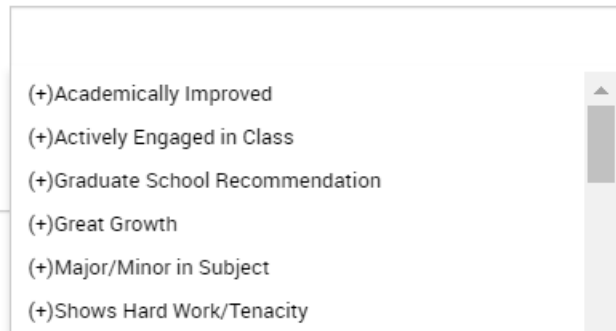 (+)Academically Improved
(+)Actively Engaged in Class
(+)Graduate School Recommendation
(+)Great Growth
(+)Major/Minor in Subject
(+)Shows Hard Work/Tenacity